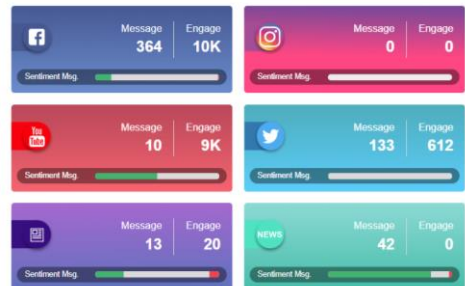 Message Engage
364 10K
Sentiment Msg.
Message Engage
0 0
Sentiment Msg.
You
Tube
Message Engage
10 9K
Sentiment Msg.
Message Engage
133 612
Sentiment Msg.
Message Engage
13 20
Sentiment Msg.
NEWS
Message Engage
42 0
Sentiment Msg.